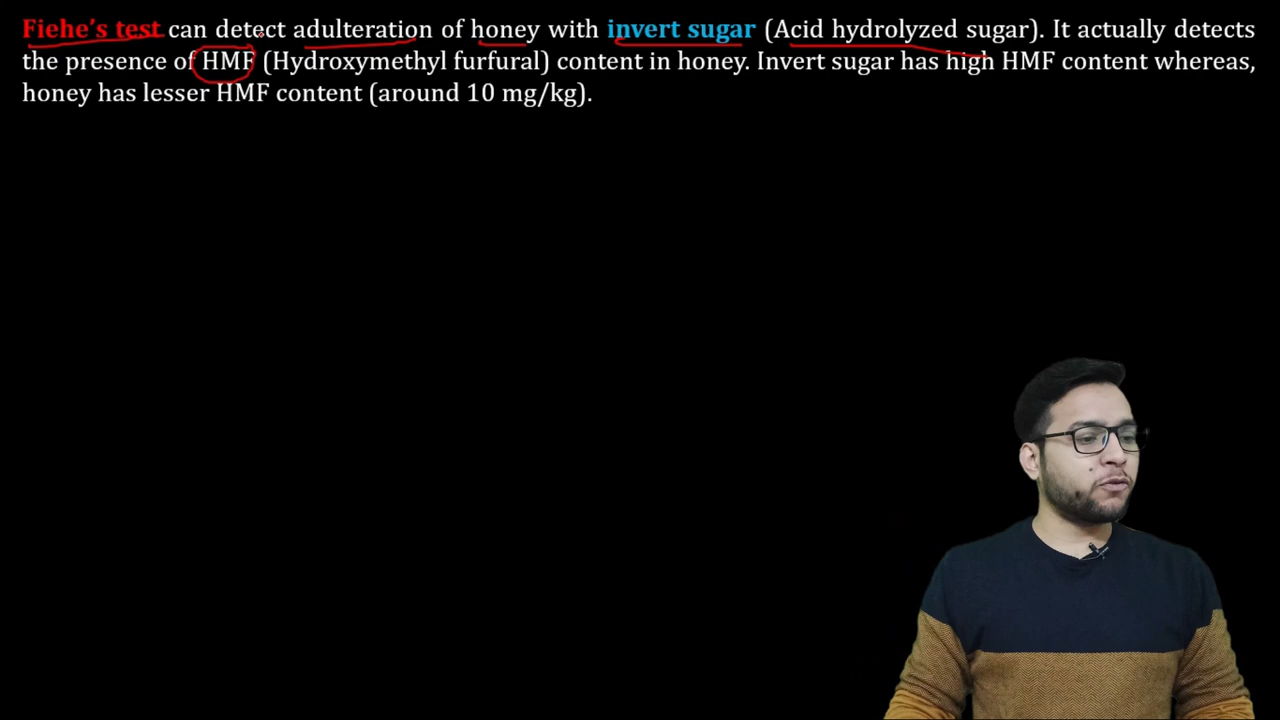 Fiehe’s test can detect adulteration of honey with invert sugar (Acid hydrolyzed sugar). It actually detects
the presence of HMF (Hydroxymethyl furfural) content in honey. Invert sugar has high HMF content whereas,
honey has lesser HMF content (around 10 mg/kg).